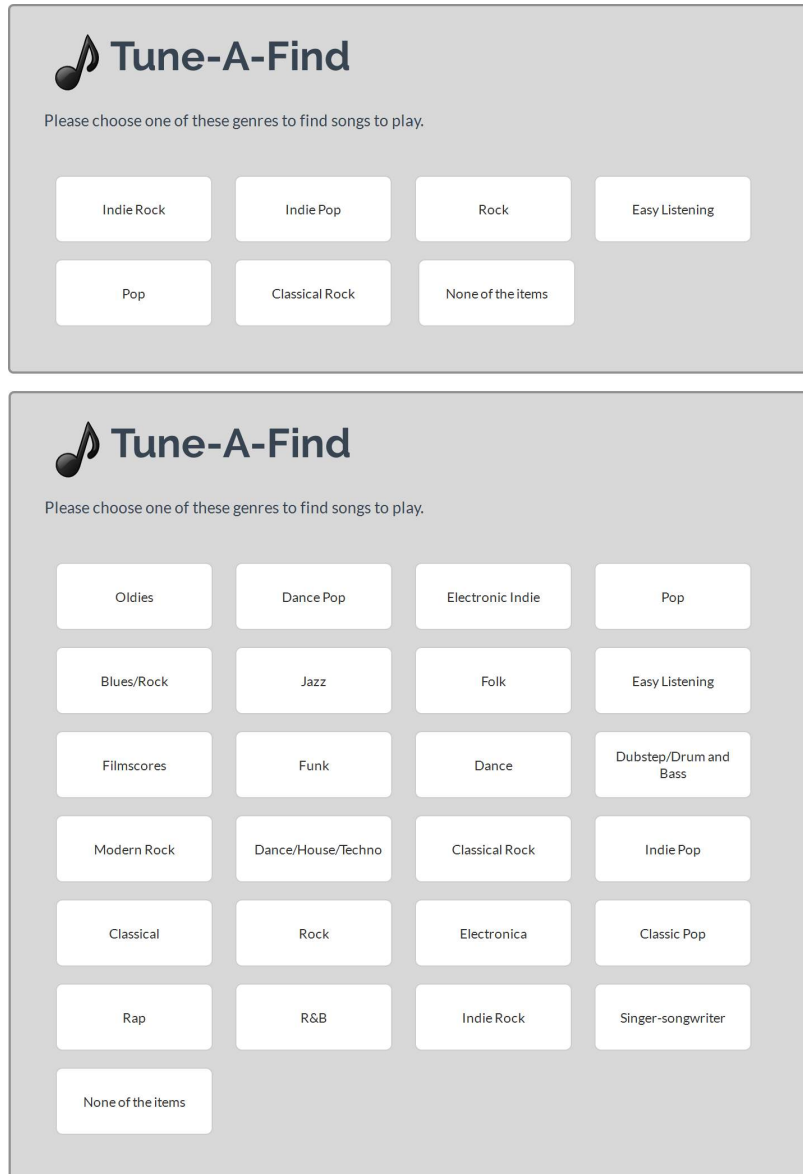 Tune-A-Find
Please choose one of these genres to find songs to play.
Indie Rock
Indie Pop
Rock
Easy Listening
Pop
Classical Rock
None of the items
Tune-A-Find
Please choose one of these genres to find songs to play.
Oldies
Dance Pop
Electronic Indie
Pop
Blues/Rock
Jazz
Folk
Easy Listening
Filmscores
Funk
Dance
Dubstep/Drum and
Bass
Modern Rock
Dance/House/Techno
Classical Rock
Indie Pop
Classical
Rock
Electronica
Classic Pop
Rap
R&B
Indie Rock
Singer-songwriter
None of the items